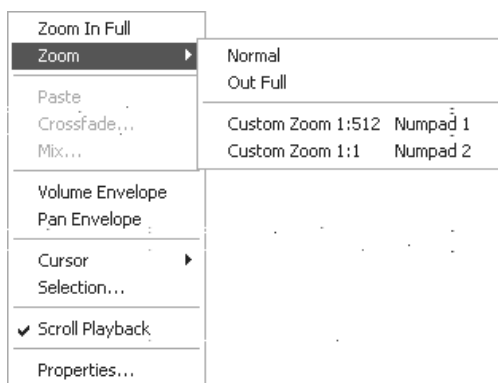 Zoom In Full
Zoom
Normal
Out Full
Custom Zoom 1:512 Numpad 1
Custom Zoom 1:1 Numpad 2
Paste
Crossfade...
Mix...
Volume Envelope
Pan Envelope
Cursor
Selection...
Scroll Playback
Properties...